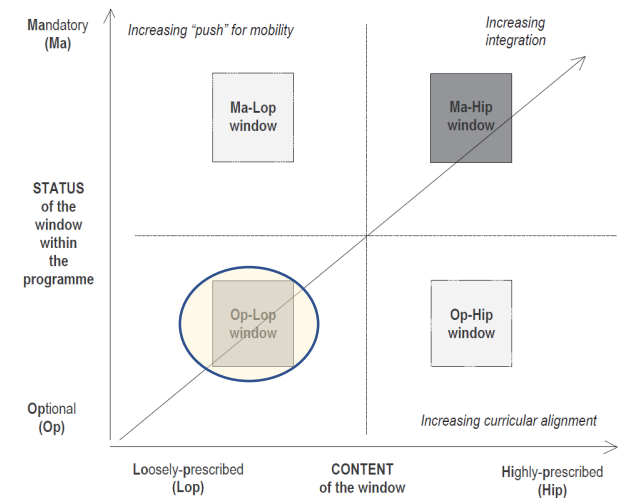 Mandatory
(Ma)
Increasing “push” for mobility
Increasing
integration
Ma-Lop
window
Ma-Hip
window
STATUS
of the
window
within
the
programme
Op-Lop
window
Op-Hip
window
Optional
(Op)
Increasing curricular alignment
Loosely-prescribed
(Lop)
CONTENT
of the window
Highly-prescribed
(Hip)